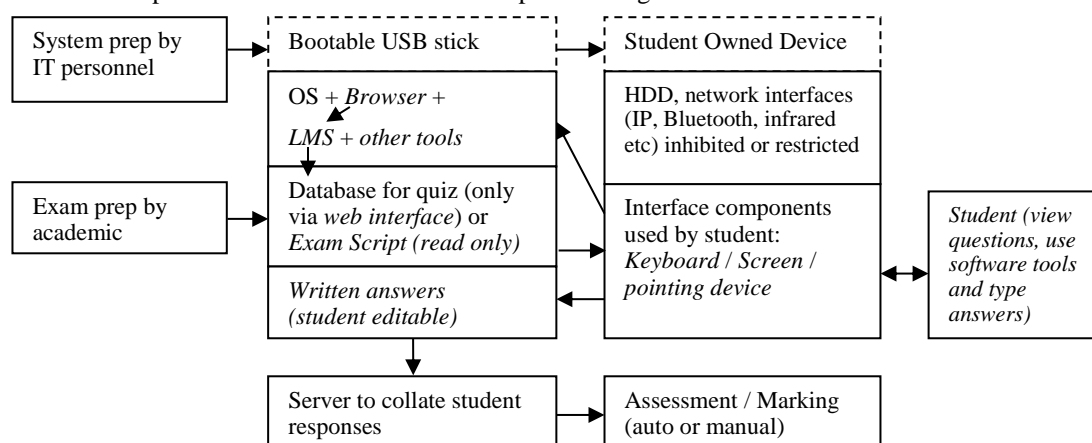 System prep by
IT personnel
Bootable USB stick
Student Owned Device
OS + Browser +
LMS + other tools
HDD, network interfaces
(IP, Bluetooth, infrared
etc) inhibited or restricted
Exam prep by
academic
Database for quiz (only
via web interface) or
Exam Script (read only)
Interface components
used by student:
Keyboard / Screen /
pointing device
Student (view
questions, use
software tools
and type
answers)
Written answers
(student editable)
Server to collate student
responses
Assessment / Marking
(auto or manual)